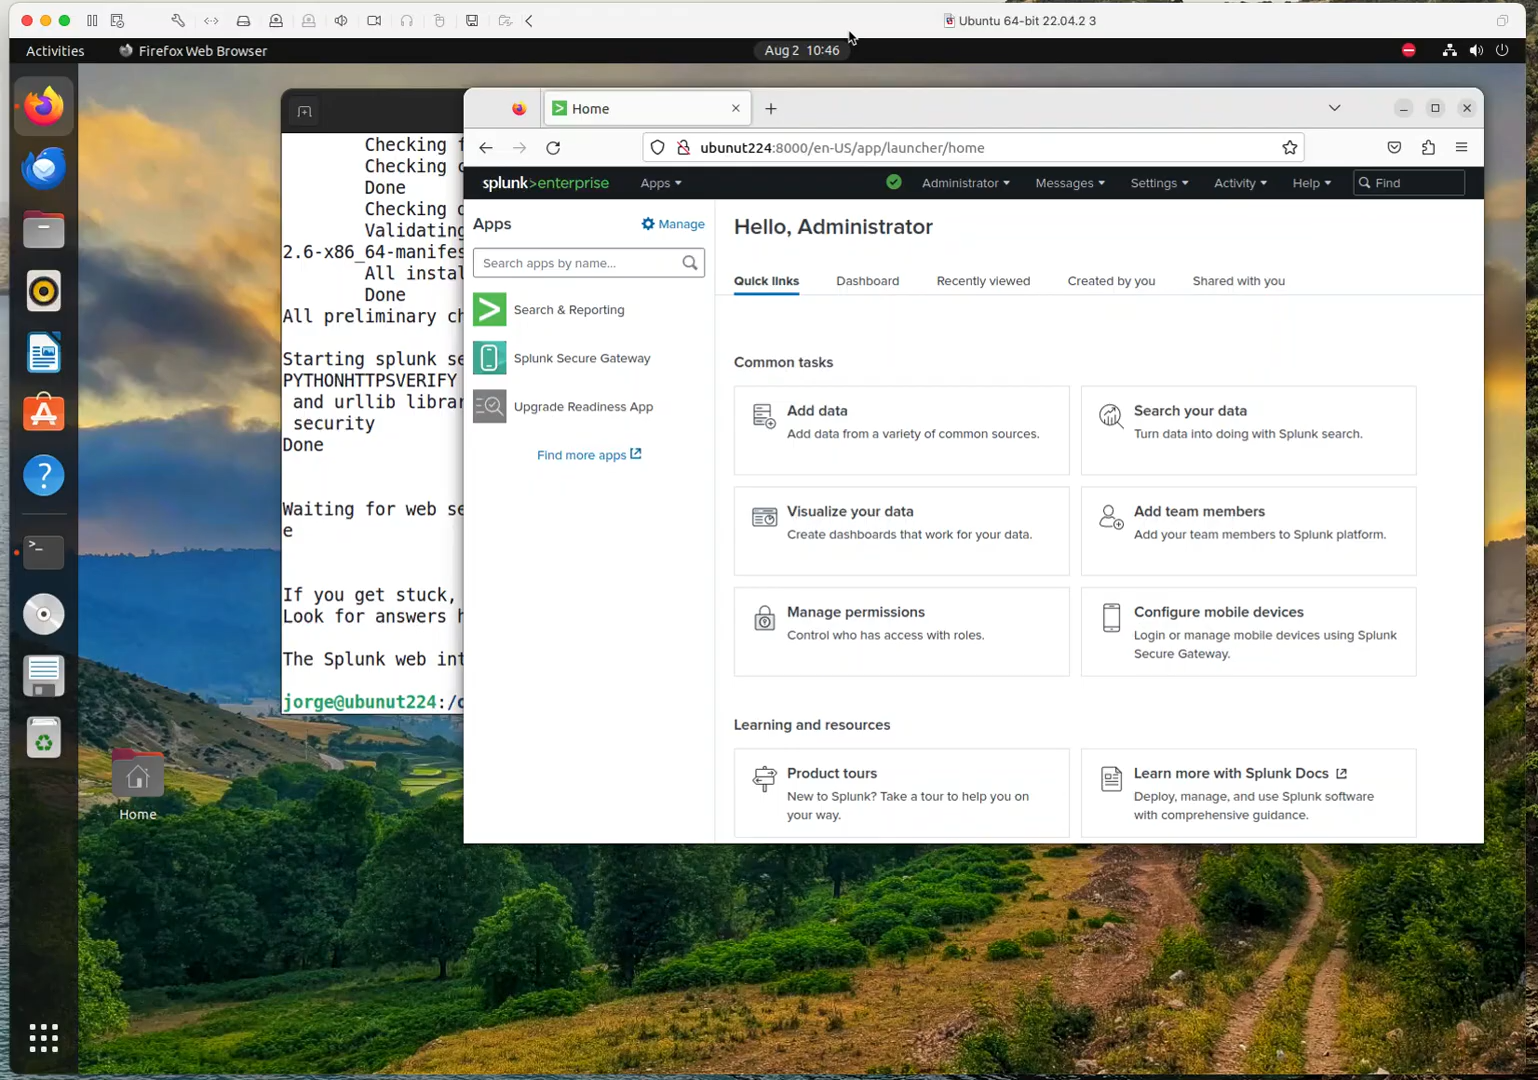 Ubuntu 64-bit 22.04.2 3
Activities
Firefox Web Browser
Aug 2 10:46
Home
ubunut224:8000/en-US/app/launcher/home
splunk>enterprise
Apps
Administrator
Messages
Settings
Activity
Help
Find
Apps
Manage
Search apps by name...
Search & Reporting
Splunk Secure Gateway
Upgrade Readiness App
Find more apps
Hello, Administrator
Quick links
Dashboard
Recently viewed
Created by you
Shared with you
Common tasks
Add data
Add data from a variety of common sources.
Search your data
Turn data into doing with Splunk search.
Visualize your data
Create dashboards that work for your data.
Add team members
Add your team members to Splunk platform.
Manage permissions
Control who has access with roles.
Configure mobile devices
Login or manage mobile devices using Splunk
Secure Gateway.
Learning and resources
Product tours
New to Splunk? Take a tour to help you on
your way.
Learn more with Splunk Docs
Deploy, manage, and use Splunk software
with comprehensive guidance.
Checking
Checking
Done
Checking
Validating
2.6-x86_64-manifes
All instal
Done
All preliminary ch
Starting splunk se
PYTHONHTTPSVERIFY
and urllib librar
security
Done
Waiting for web se
e
If you get stuck,
Look for answers h
The Splunk web int
jorge@ubunut224:/
Home